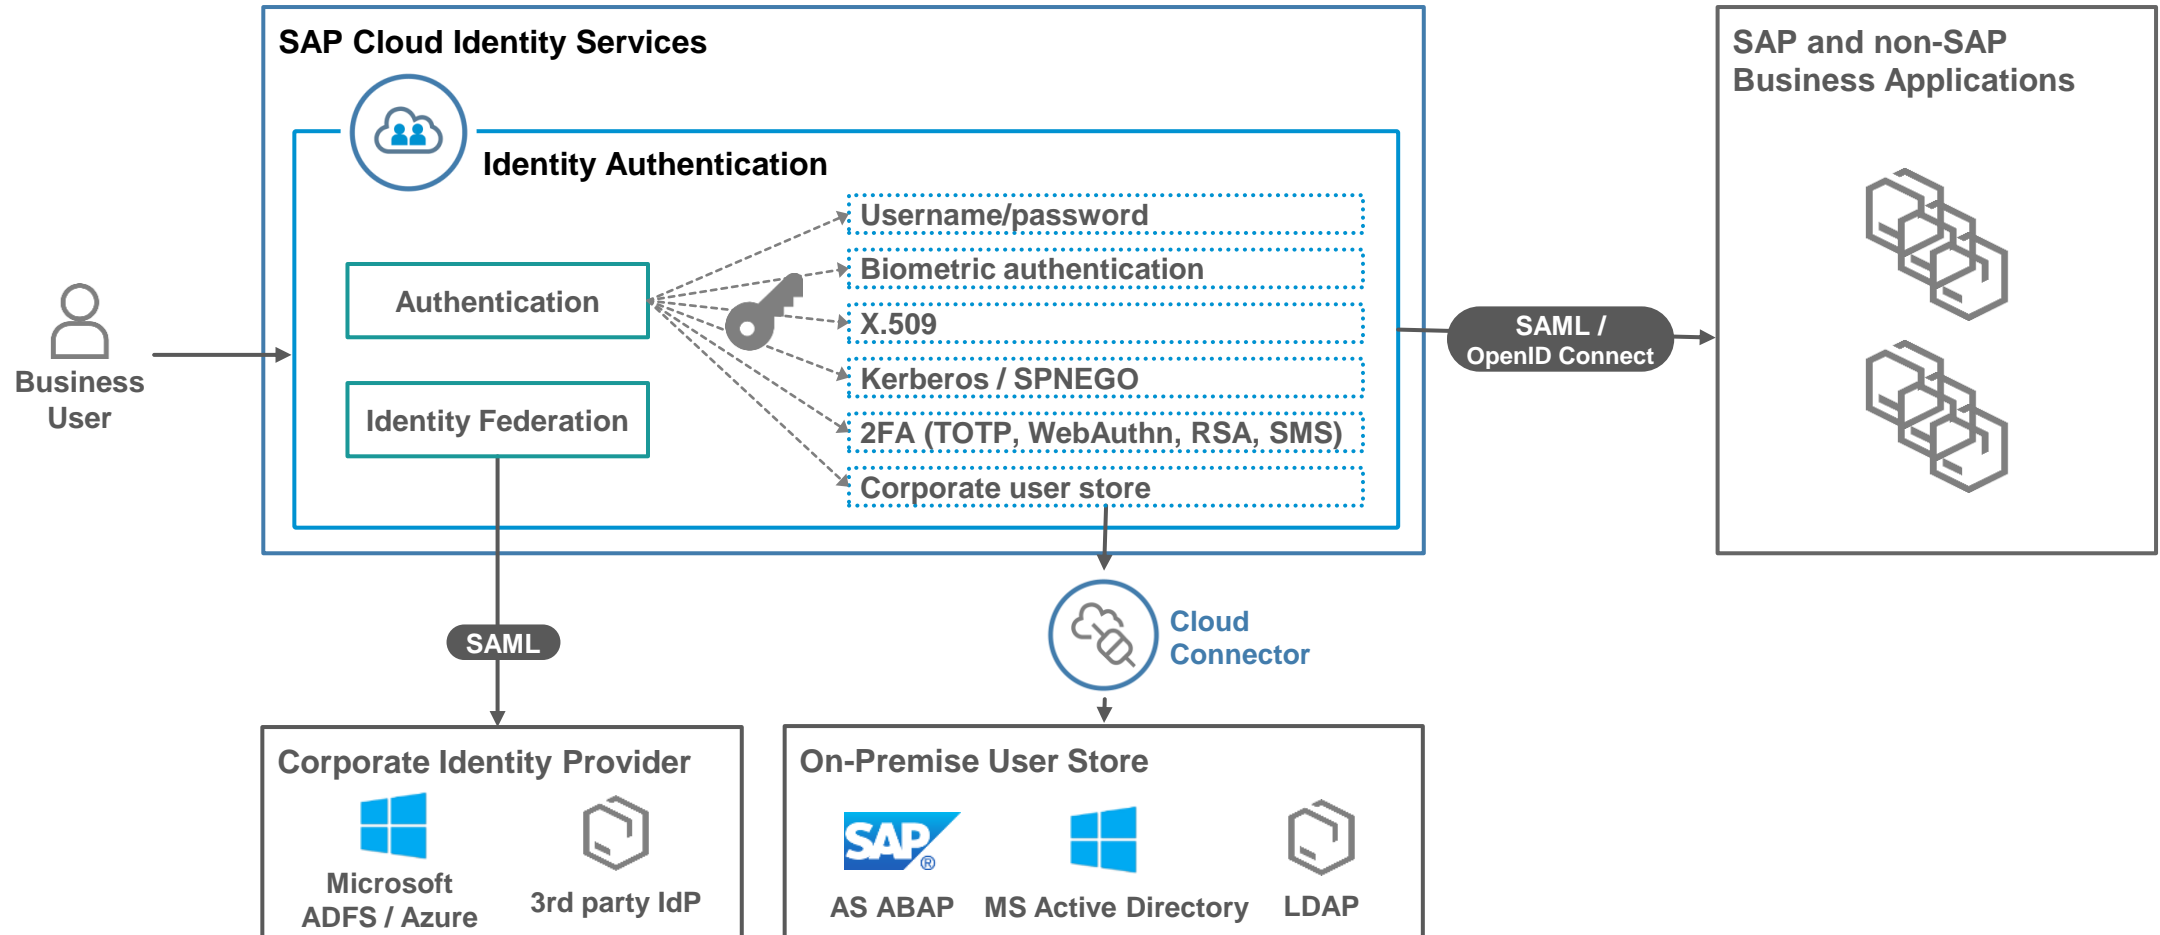 SAP Cloud Identity Services
Identity Authentication
Business
User
Authentication
Identity Federation
Username/password
Biometric authentication
X.509
Kerberos / SPNEGO
2FA (TOTP, WebAuthn, RSA, SMS)
Corporate user store
SAML /
OpenID Connect
SAP and non-SAP
Business Applications
SAML
Cloud
Connector
Corporate Identity Provider
Microsoft
ADFS / Azure
3rd party IdP
On-Premise User Store
SAP®
AS ABAP
MS Active Directory
LDAP